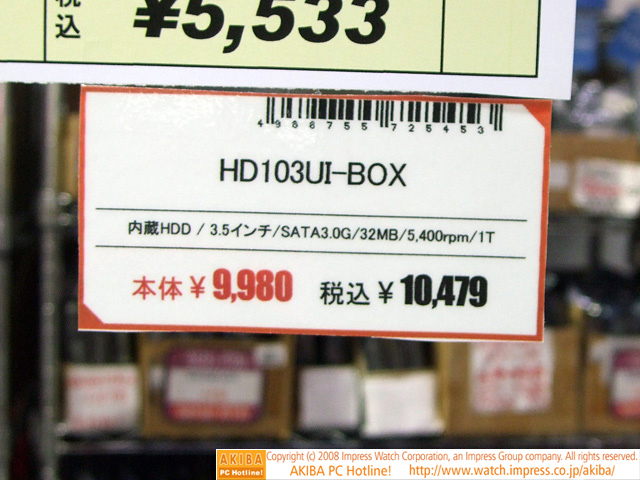 税込 ¥5,533
4988755 725453
HD103UI-BOX
内蔵HDD / 3.5インチ/SATA3.0G/32MB/5,400rpm/1T
本体¥9,980 税込¥10,479
AKIBA PC Hotline!
Copyright (c) 2008 Impress Watch Corporation, an Impress Group company. All rights reserved.
AKIBA PC Hotline! http://www.watch.impress.co.jp/akiba/